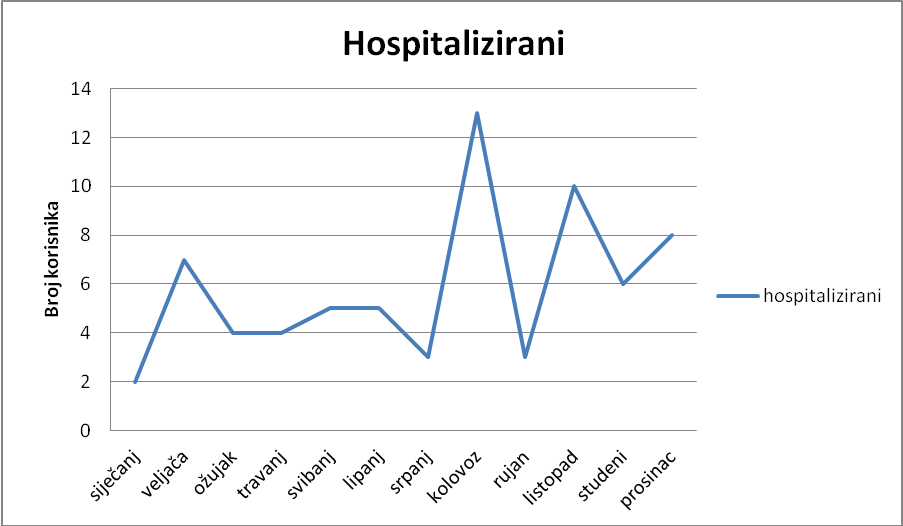 Hospitalizirani
Broj korisnika
14
12
10
8
6
4
2
0
siječanj
veljača
ožujak
travanj
svibanj
lipanj
srpanj
kolovoz
rujan
listopad
studeni
prosinac
hospitalizirani